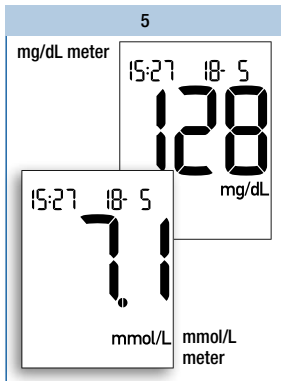 5
mg/dL meter
15:27 18- 5
128
mg/dL
15:27 18- 5
7.1
mmol/L
mmol/L
meter